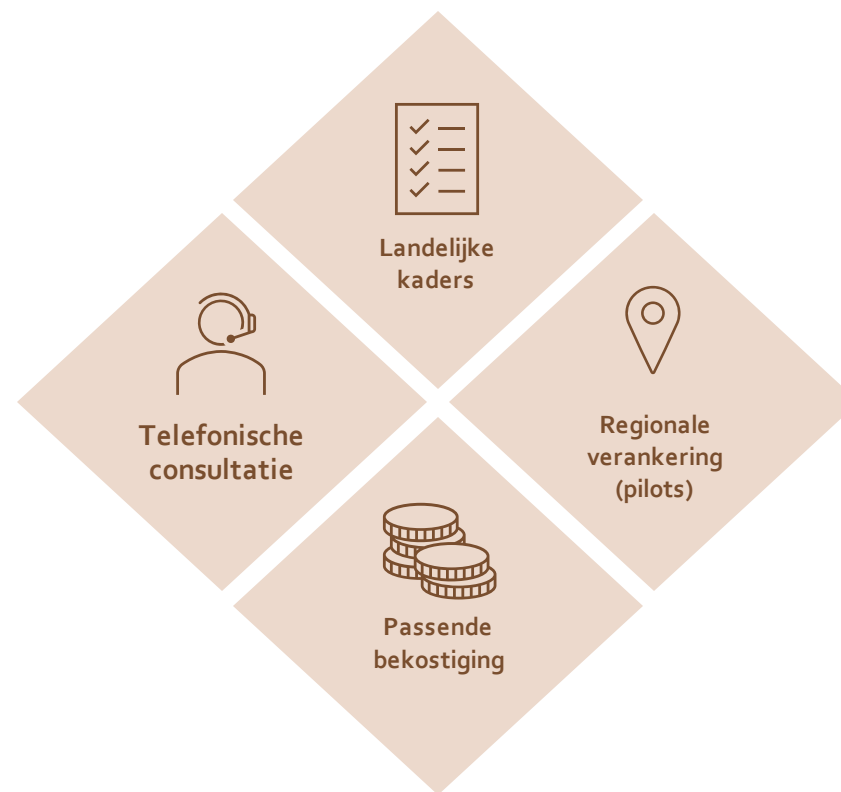 Landelijke
kaders
Telefonische
consultatie
Regionale
verankering
(pilots)
Passende
bekostiging